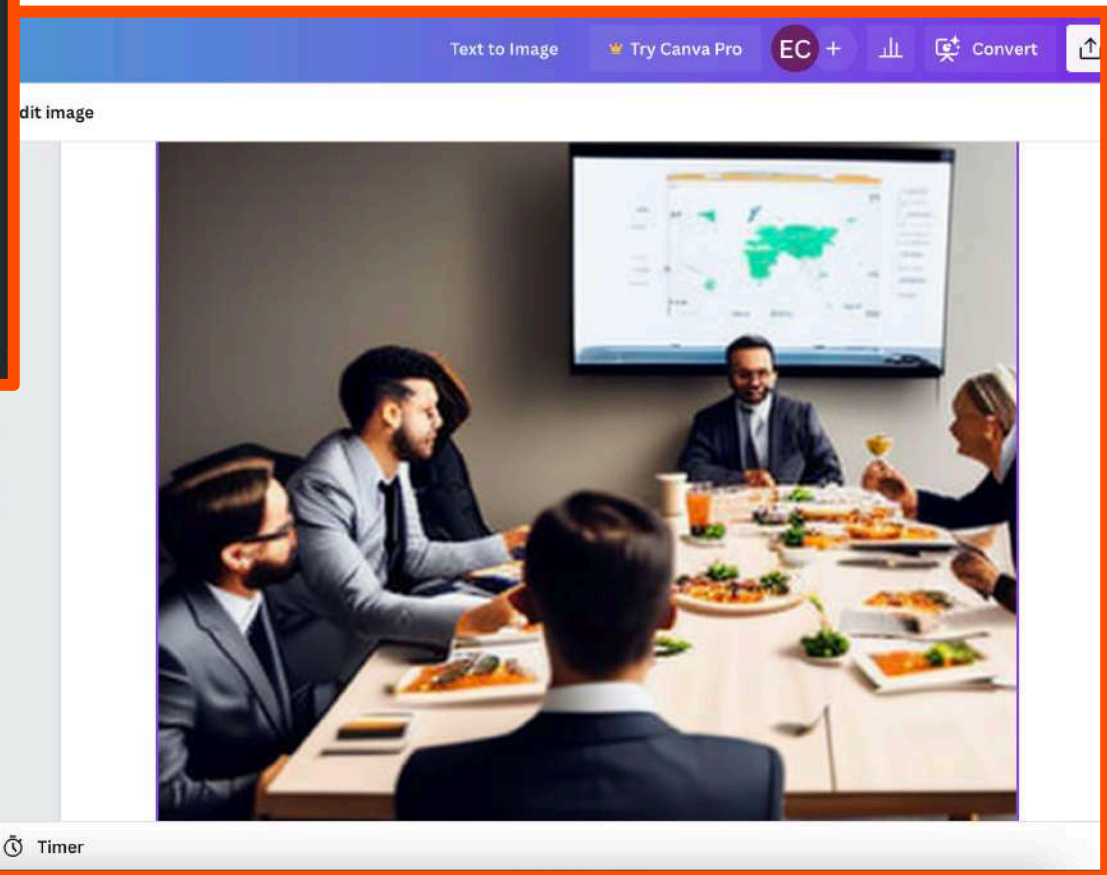 Text to Image
Try Canva Pro
EC
+
Convert
dit image
Timer